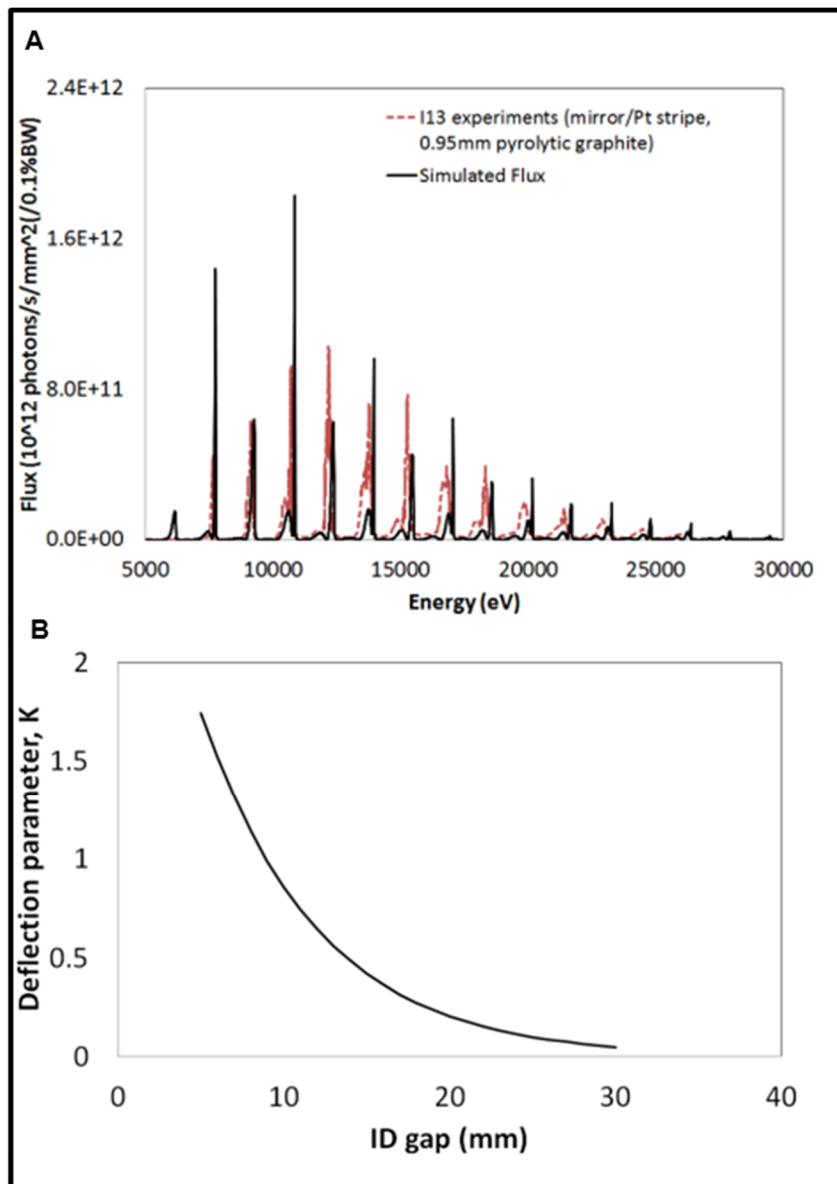 A
2.4E+12
I13 experiments (mirror/Pt stripe,
0.95mm pyrolytic graphite)
Simulated Flux
1.6E+12
8.0E+11
0.0E+00
Flux (10^12 photons/s/mm^2(/0.1%BW)
5000 10000 15000 20000 25000 30000
Energy (eV)
B
2
1.5
1
0.5
0
Deflection parameter, K
0 10 20 30 40
ID gap (mm)